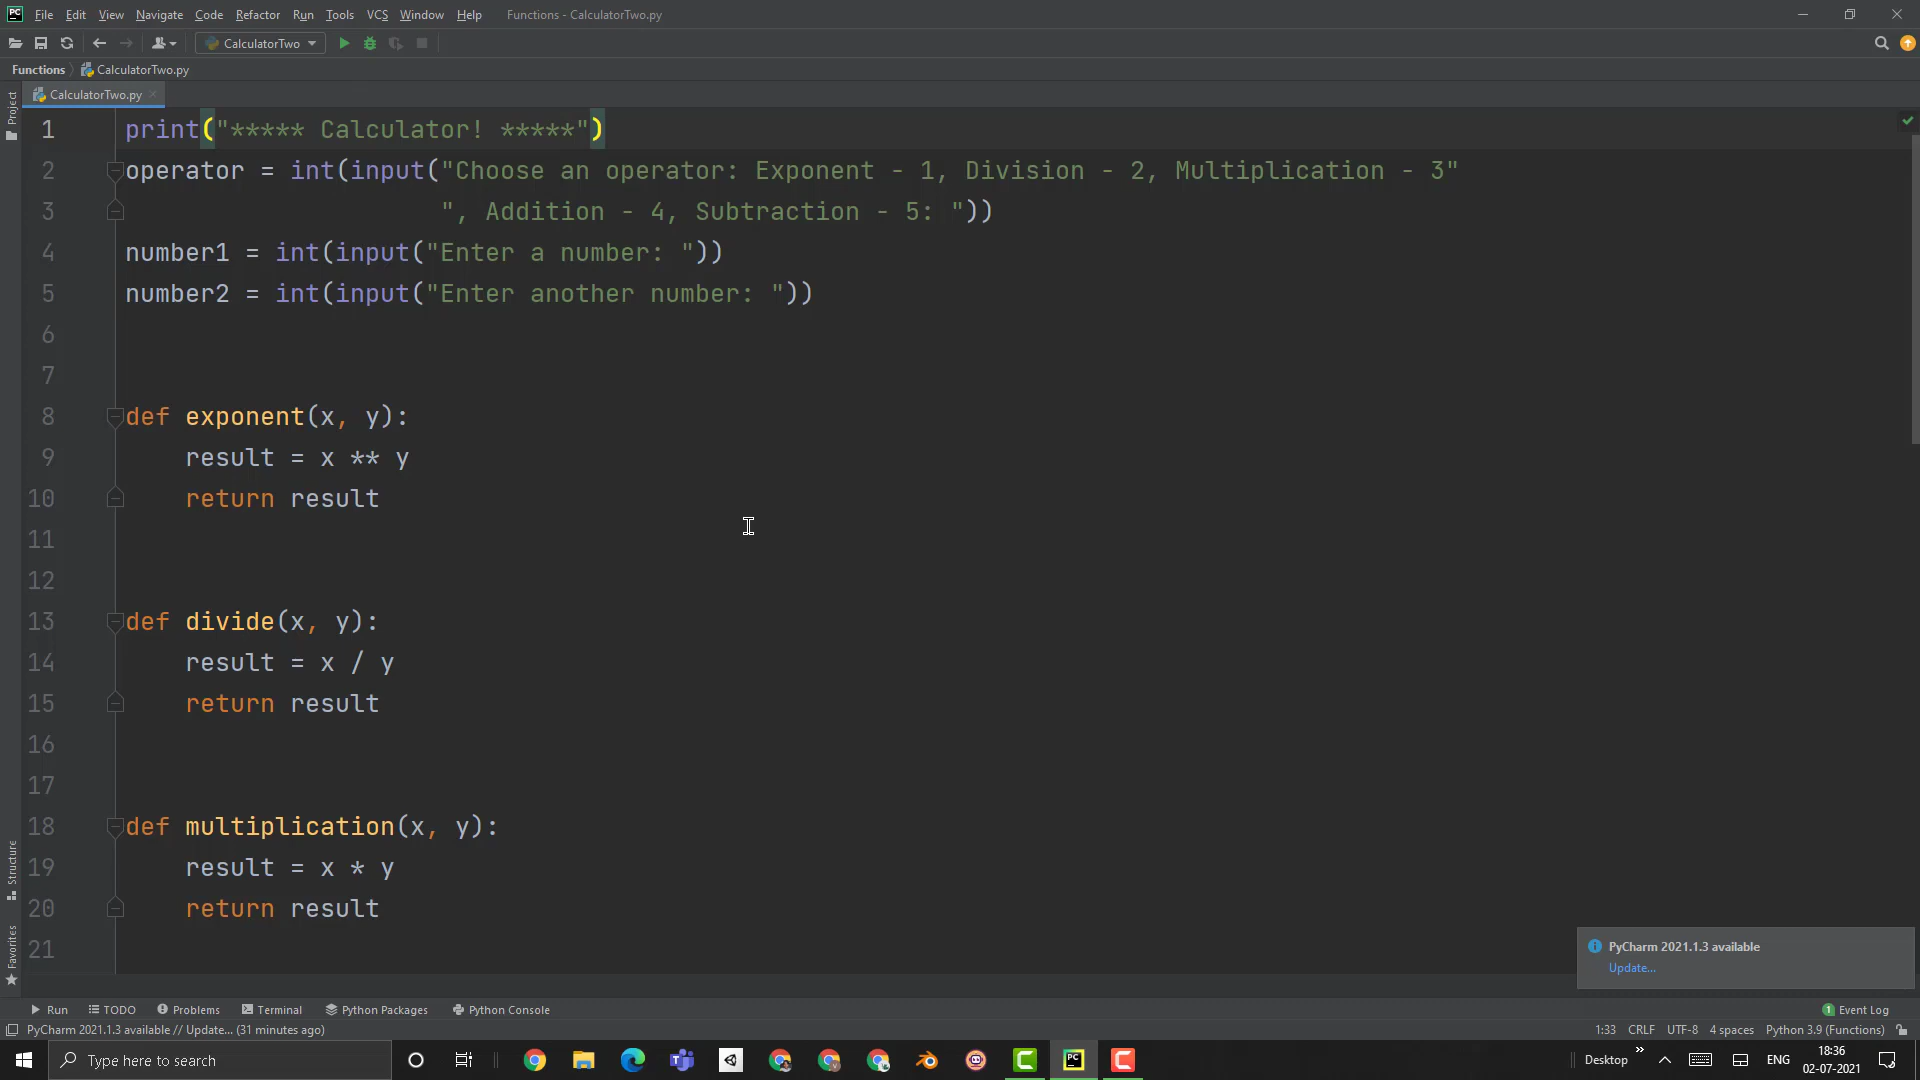 PC File Edit View Navigate Code Refactor Run Tools VCS Window Help Functions - CalculatorTwo.py
CalculatorTwo
Functions CalculatorTwo.py
CalculatorTwo.py
Project
1 print("***** Calculator! *****")
2 operator = int(input("Choose an operator: Exponent - 1, Division - 2, Multiplication - 3"
3 ", Addition - 4, Subtraction - 5: "))
4 number1 = int(input("Enter a number: "))
5 number2 = int(input("Enter another number: "))
6
7
8 def exponent(x, y):
9 result = x ** y
10 return result
11
12
13 def divide(x, y):
14 result = x / y
15 return result
16
17
18 def multiplication(x, y):
19 result = x * y
20 return result
21
Structure
Favorites
PyCharm 2021.1.3 available
Update...
Run TODO Problems Terminal Python Packages Python Console 1 Event Log
PyCharm 2021.1.3 available // Update... (31 minutes ago) 1:33 CRLF UTF-8 4 spaces Python 3.9 (Functions)
Type here to search PC Desktop ENG 18:36
02-07-2021